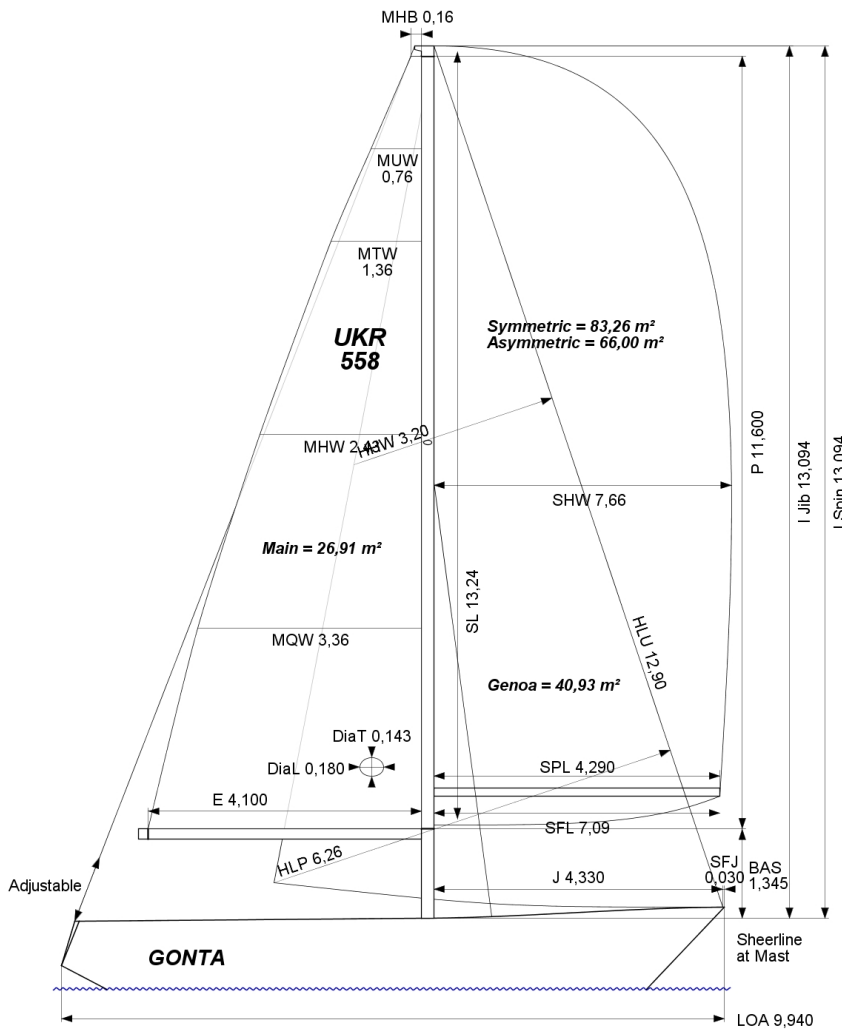 MHB 0,16
MUW
0,76
MTW
1,36
UKR
558
Symmetric = 83,26 m²
Asymmetric = 66,00 m²
P 11,600
I Jib 13,094
I Spin 13,094
MHW 2,43
HHW 3,20
SHW 7,66
Main = 26,91 m²
SL 13,24
MQW 3,36
HLU 12,90
Genoa = 40,93 m²
DiaT 0,143
DiaL 0,180
SPL 4,290
E 4,100
SFL 7,09
HLP 6,26
Adjustable
J 4,330
SFJ
0,030
BAS
1,345
GONTA
Sheerline
at Mast
LOA 9,940